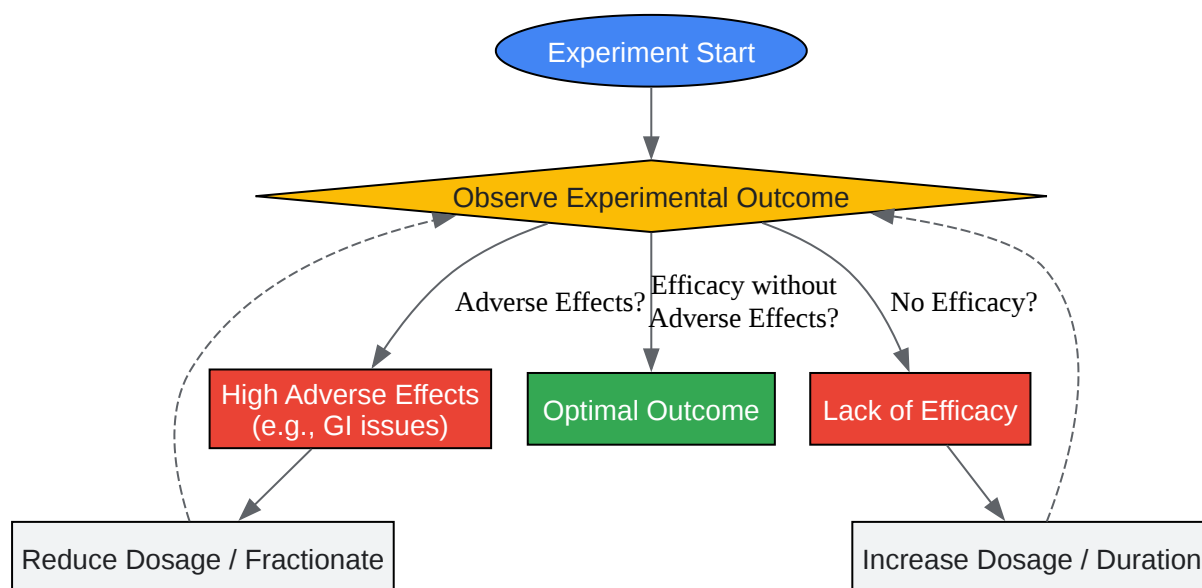 Experiment Start
Observe Experimental Outcome
Adverse Effects?
Efficacy without
Adverse Effects?
No Efficacy?
High Adverse Effects
(e.g., GI issues)
Optimal Outcome
Lack of Efficacy
Reduce Dosage / Fractionate
Increase Dosage / Duration